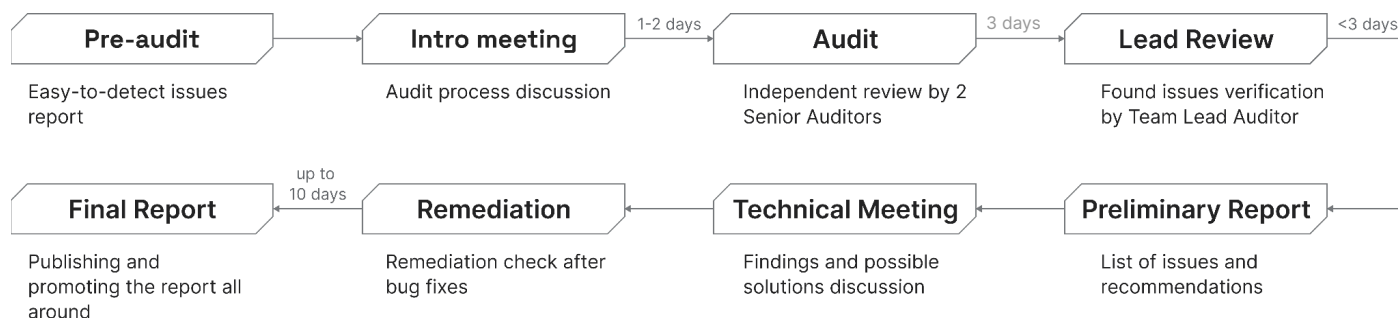 Pre-audit
Intro meeting
1-2 days
Audit
3 days
Lead Review
<3 days
Easy-to-detect issues
report
Audit process discussion
Independent review by 2
Senior Auditors
Found issues verification
by Team Lead Auditor
Final Report
up to
10 days
Remediation
Technical Meeting
Preliminary Report
Publishing and
promoting the report all
around
Remediation check after
bug fixes
Findings and possible
solutions discussion
List of issues and
recommendations